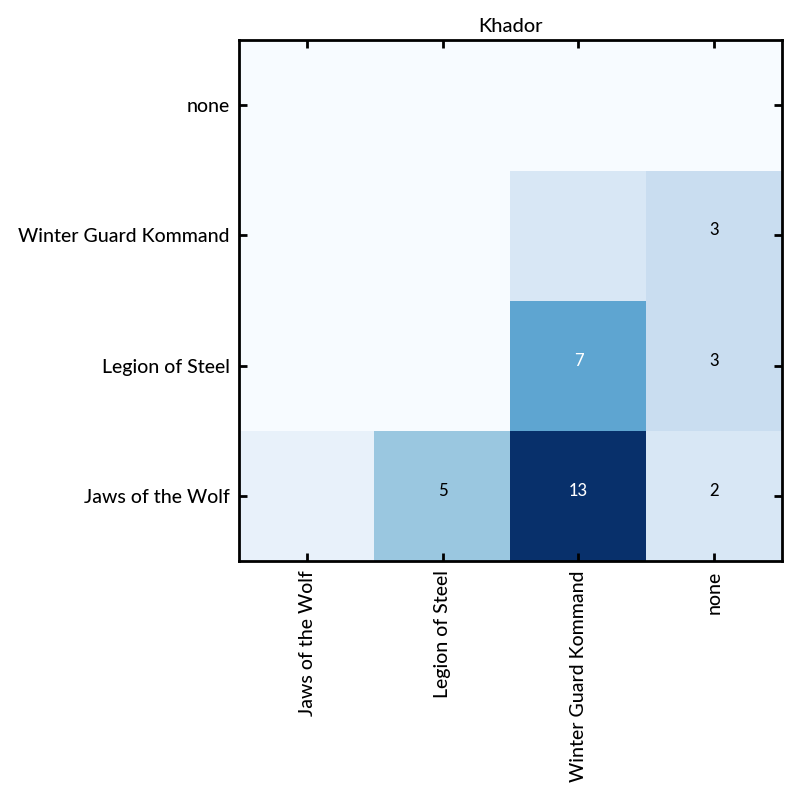 Khador
none
Winter Guard Kommand
3
Legion of Steel
7
3
Jaws of the Wolf
5
13
2
Jaws of the Wolf
Legion of Steel
Winter Guard Kommand
none